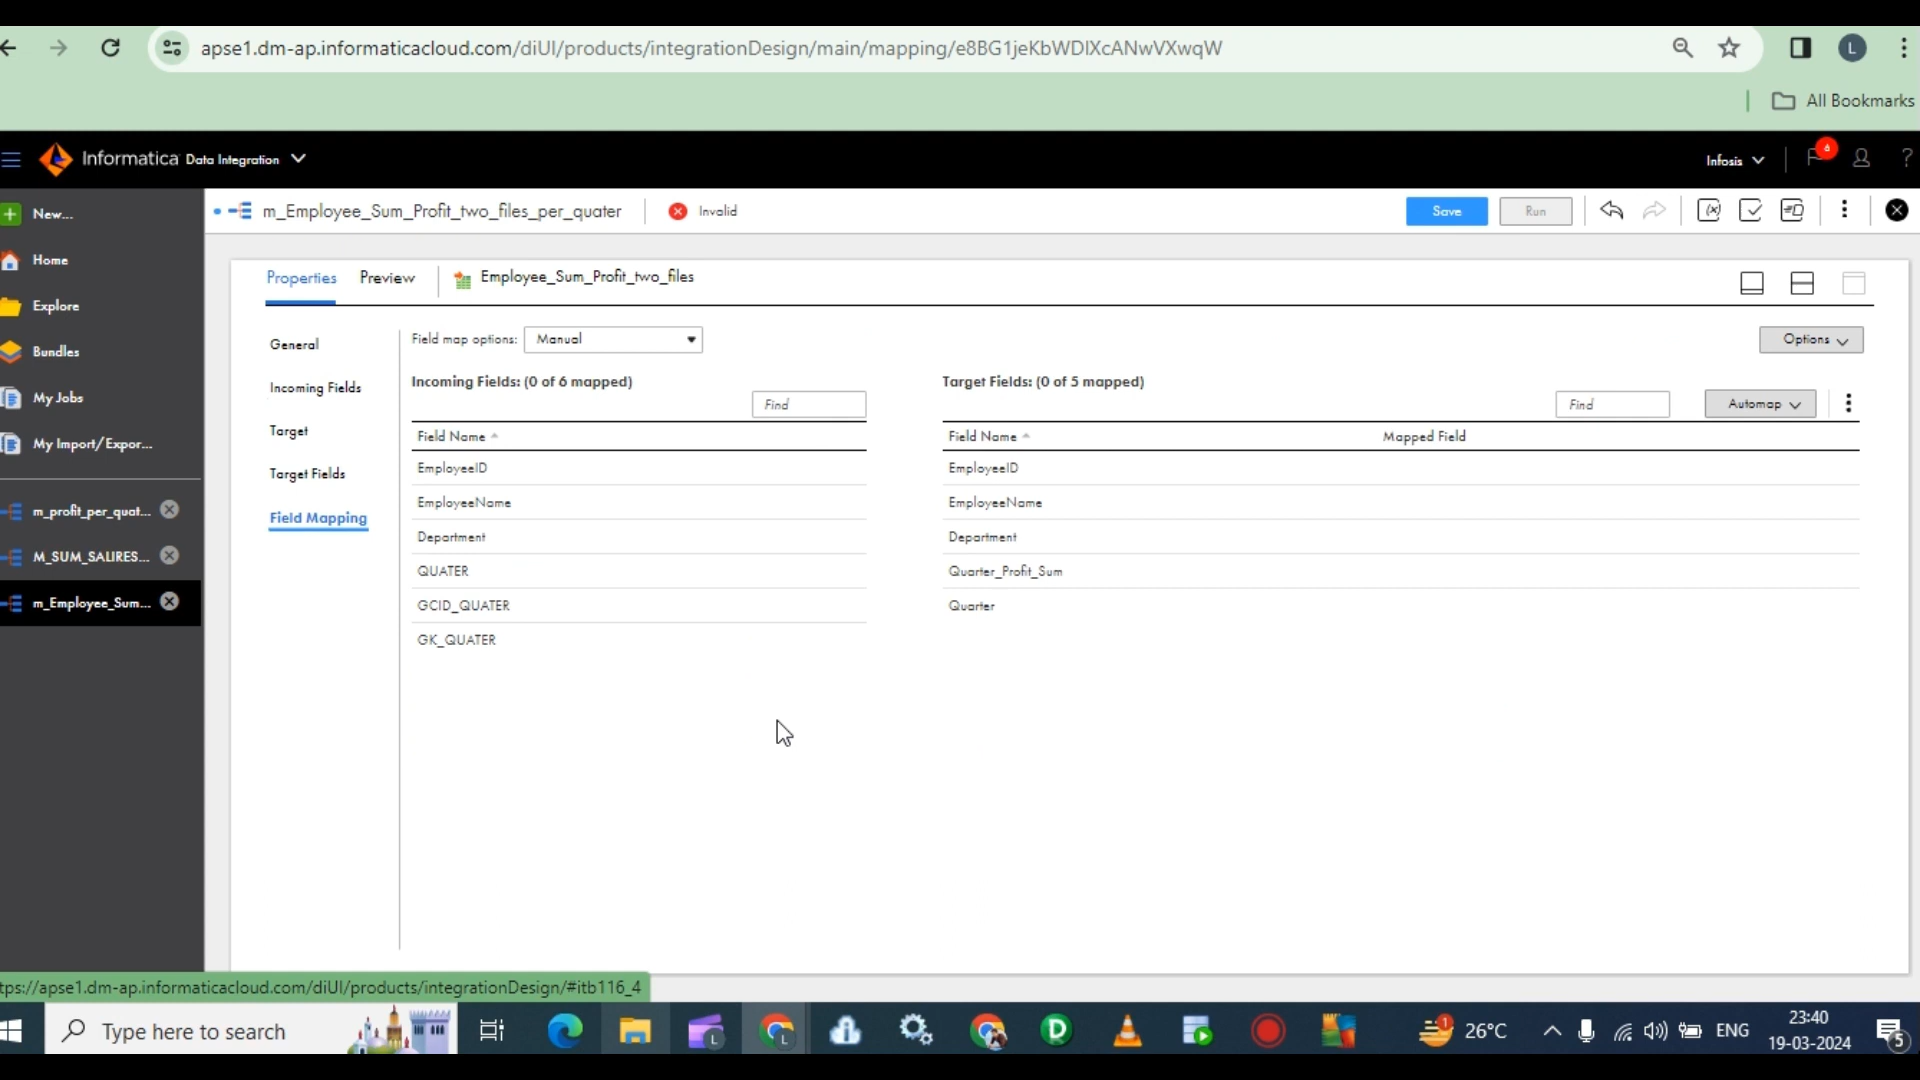 apse1.dm-ap.informaticacloud.com/diUI/products/integrationDesign/main/mapping/e8BG1jeKbWDlXcANwVXwqW
L
All Bookmarks
Informatica Data Integration
Infosis
6
?
New...
Home
Explore
Bundles
My Jobs
My Import/Expor...
m_profit_per_quat...
M_SUM_SALIRES...
m_Employee_Sum...
m_Employee_Sum_Profit_two_files_per_quater
Invalid
Save
Run
Properties
Preview
Employee_Sum_Profit_two_files
General
Incoming Fields
Target
Target Fields
Field Mapping
Field map options:
Manual
Options
Incoming Fields: (0 of 6 mapped)
Find
Field Name
EmployeeID
EmployeeName
Department
QUATER
GCID_QUATER
GK_QUATER
Target Fields: (0 of 5 mapped)
Find
Automap
Field Name
Mapped Field
EmployeeID
EmployeeName
Department
Quarter_Profit_Sum
Quarter
tps://apse1.dm-ap.informaticacloud.com/diUI/products/integrationDesign/#itb116_4
Type here to search
L
L
1
26°C
ENG
23:40
19-03-2024
5